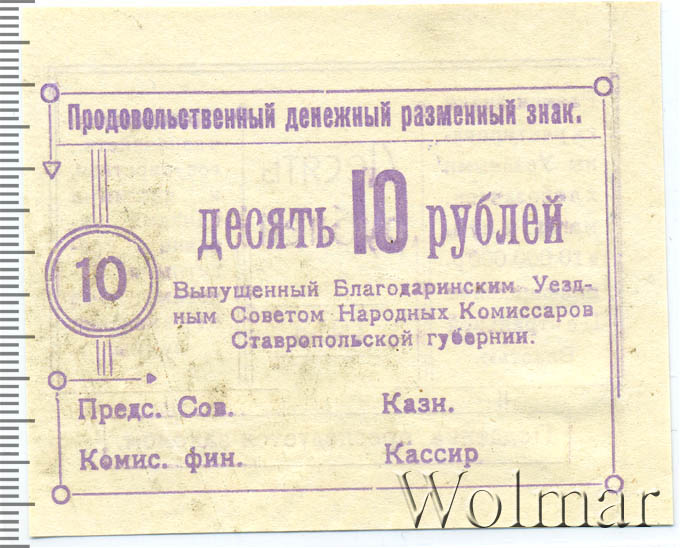 Продовольственный денежный разменный знак.
десять 10 рублей
10
Выпущенный Благодаринским Уезд-
ным Советом Народных Комиссаров
Ставропольской губернии.
Предс. Сов. Казн.
Комис. фин. Кассир
Wolmar